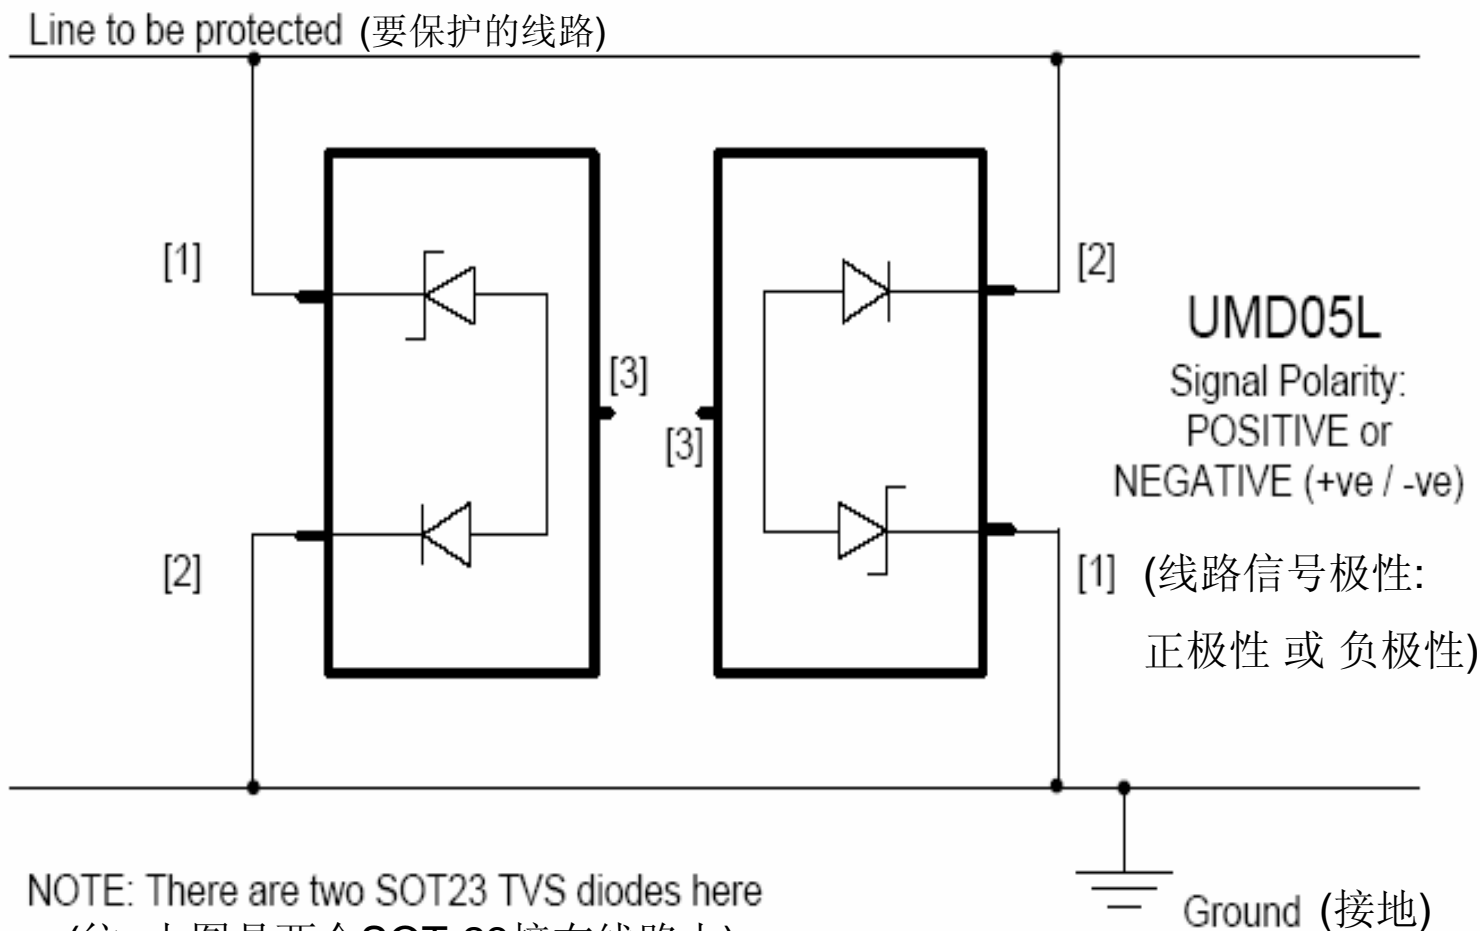 Line to be protected (要保护的线路)
[1]
[2]
[3]
[3]
[2]
[1]
UMD05L
Signal Polarity:
POSITIVE or
NEGATIVE (+ve / -ve)
(线路信号极性:
正极性 或 负极性)
NOTE: There are two SOT23 TVS diodes here
Ground (接地)